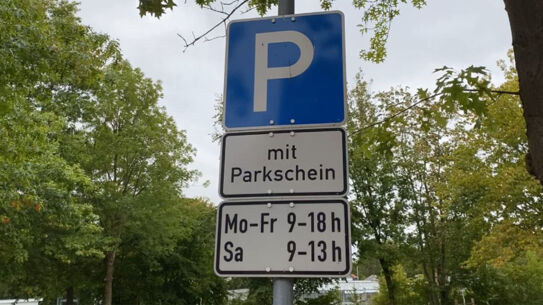 P
mit
Parkschein
Mo-Fr 9-18 h
Sa 9-13 h